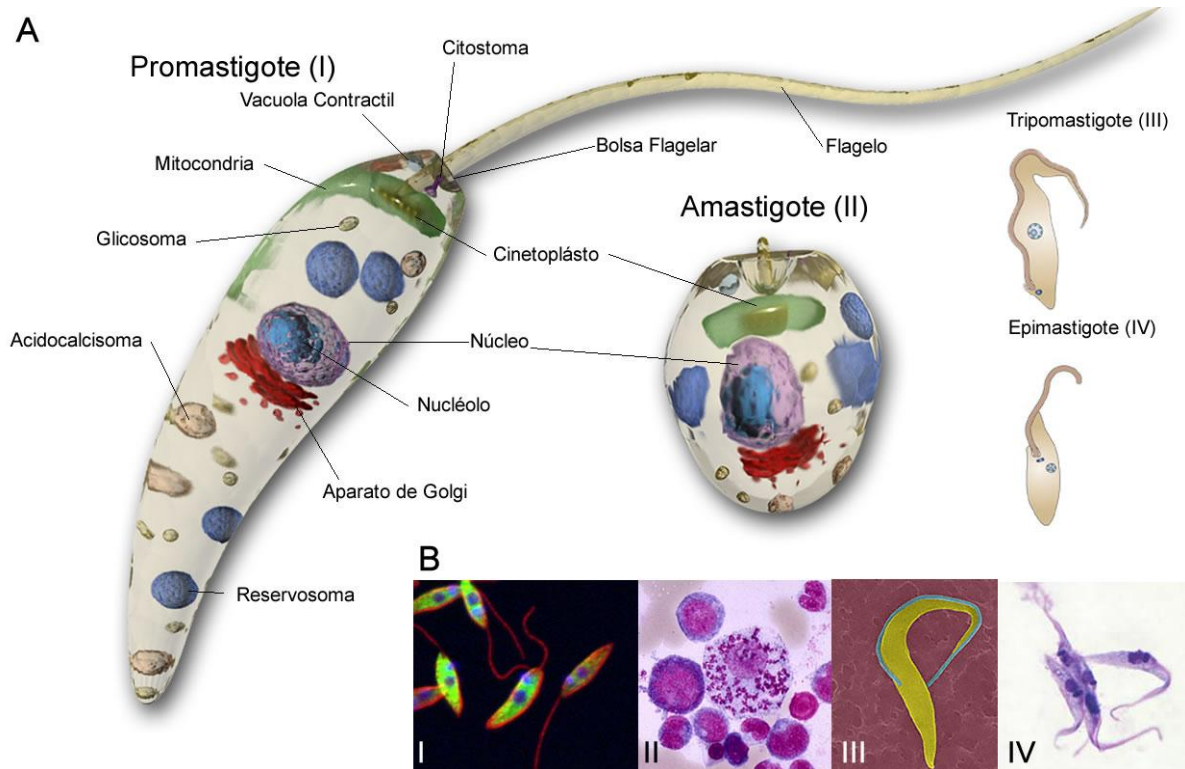 A
Promastigote (I)
Citostoma
Vacuola Contractil
Mitocondria
Bolsa Flagelar
Flagelo
Tripomastigote (III)
Glicosoma
Amastigote (II)
Cinetoplásto
Acidocalcisoma
Núcleo
Epimastigote (IV)
Nucléolo
Aparato de Golgi
Reservosoma
B
I
II
III
IV